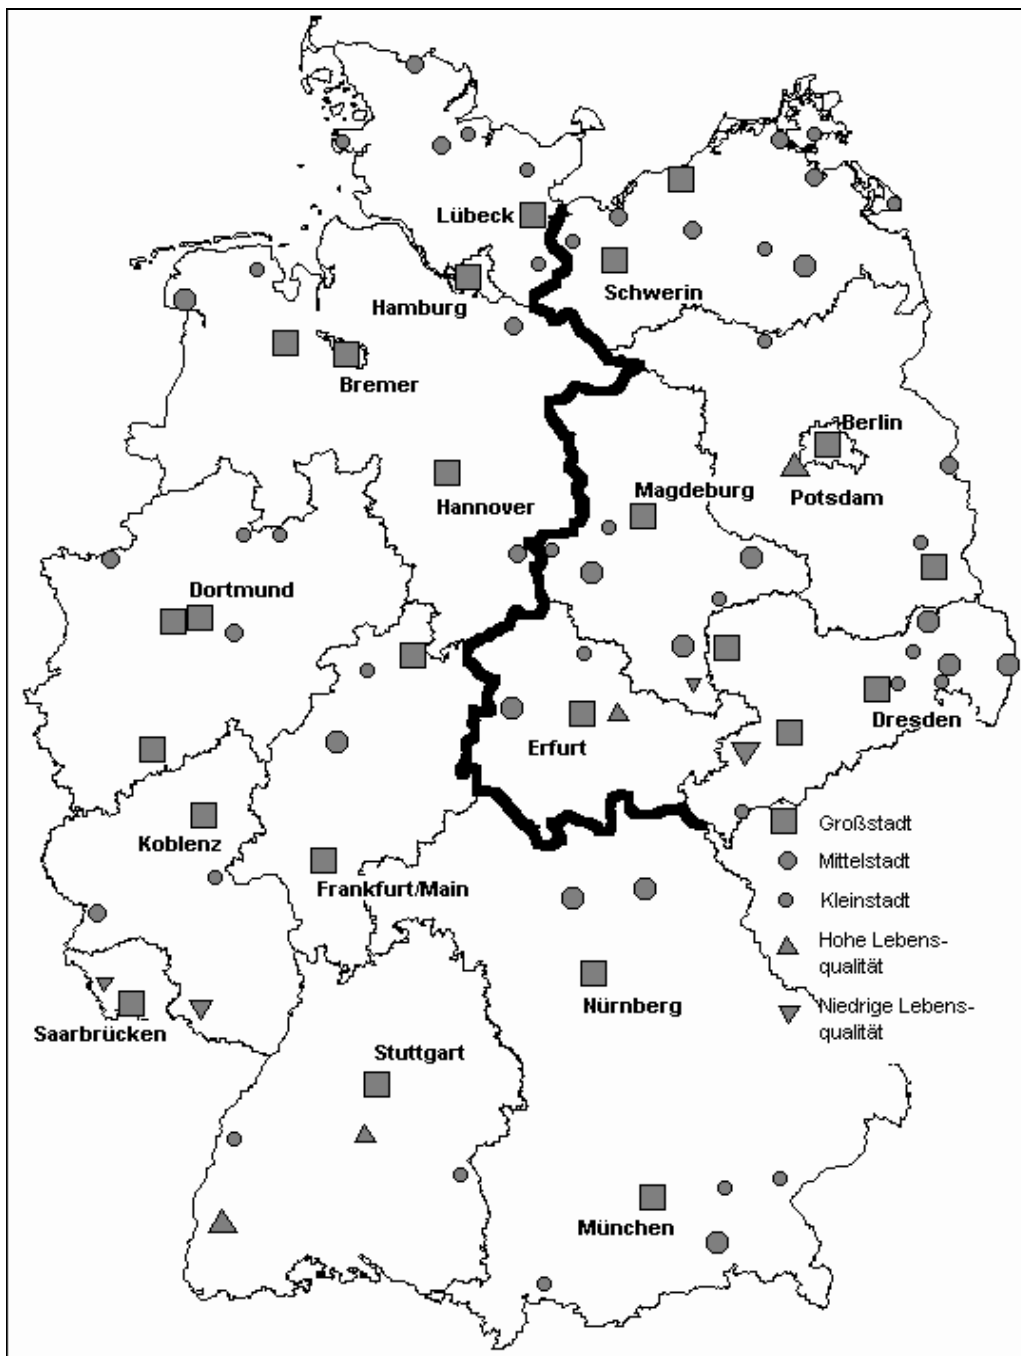 Lübeck
Schwerin
Hamburg
Bremer
Berlin
Potsdam
Hannover
Magdeburg
Dortmund
Dresden
Erfurt
Koblenz
Frankfurt/Main
Großstadt
Mittelstadt
Kleinstadt
Hohe Lebens-
qualität
Niedrige Lebens-
qualität
Nürnberg
Saarbrücken
Stuttgart
München